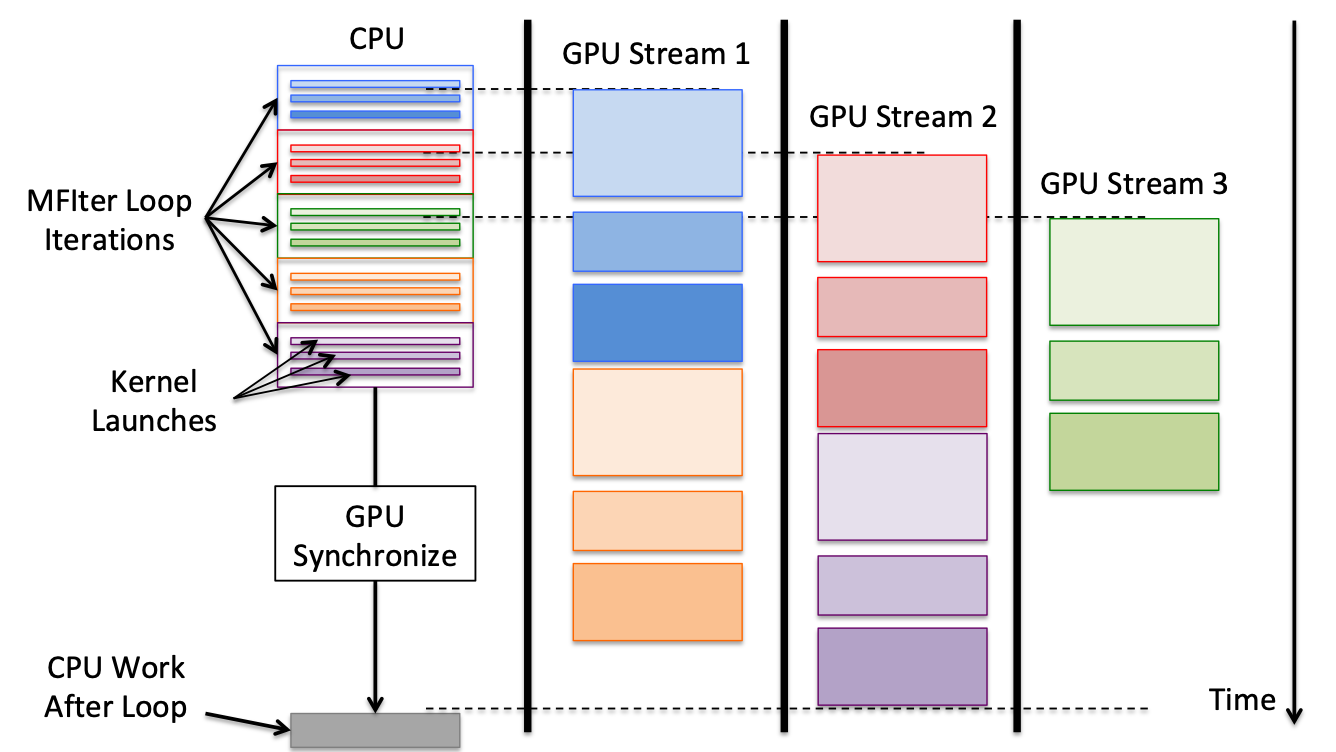 CPU
GPU Stream 1
GPU Stream 2
GPU Stream 3
MFIter Loop
Iterations
Kernel
Launches
GPU
Synchronize
CPU Work
After Loop
Time